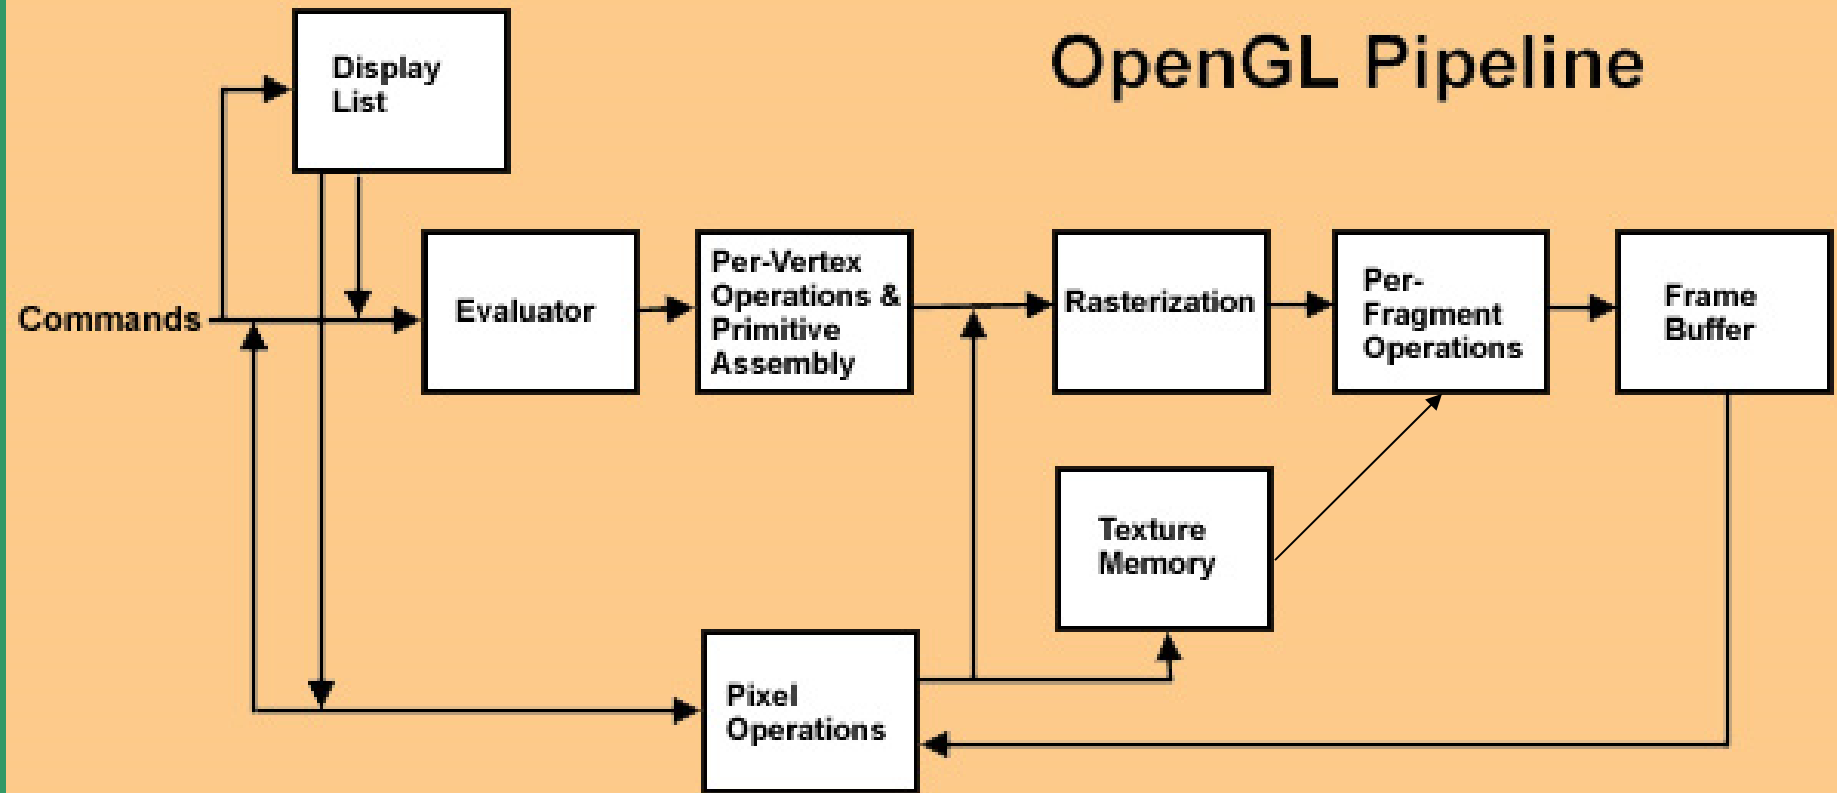 OpenGL Pipeline
Display
List
Commands
Evaluator
Per-Vertex
Operations &
Primitive
Assembly
Rasterization
Per-
Fragment
Operations
Frame
Buffer
Texture
Memory
Pixel
Operations